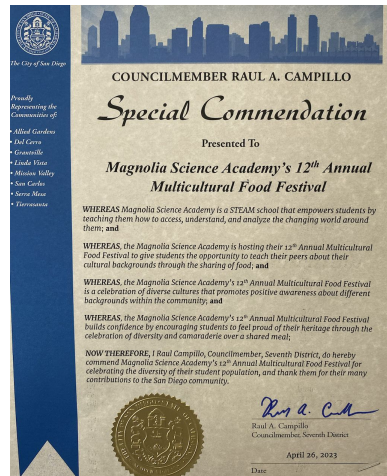 The City of San Diego
Proudly
Representing the
Communities of:
• Allied Gardens
• Del Cerro
• Grantville
• Linda Vista
• Mission Valley
• San Carlos
• Serra Mesa
• Tierrasanta
COUNCILMEMBER RAUL A. CAMPILLO
Special Commendation
Presented To
Magnolia Science Academy's 12th Annual
Multicultural Food Festival
WHEREAS Magnolia Science Academy is a STEAM school that empowers students by
teaching them how to access, understand, and analyze the changing world around
them; and
WHEREAS, the Magnolia Science Academy is hosting their 12th Annual Multicultural
Food Festival to give students the opportunity to teach their peers about their
cultural backgrounds through the sharing of food; and
WHEREAS, the Magnolia Science Academy's 12th Annual Multicultural Food Festival
is a celebration of diverse cultures that promotes positive awareness about different
backgrounds within the community; and
WHEREAS, the Magnolia Science Academy's 12th Annual Multicultural Food Festival
builds confidence by encouraging students to feel proud of their heritage through the
celebration of diversity and camaraderie over a shared meal;
NOW THEREFORE, I Raul Campillo, Councilmember, Seventh District, do hereby
commend Magnolia Science Academy's 12th Annual Multicultural Food Festival for
celebrating the diversity of their student population, and thank them for their many
contributions to the San Diego community.
Raul A. Campillo
Councilmember, Seventh District
April 26, 2023
Date